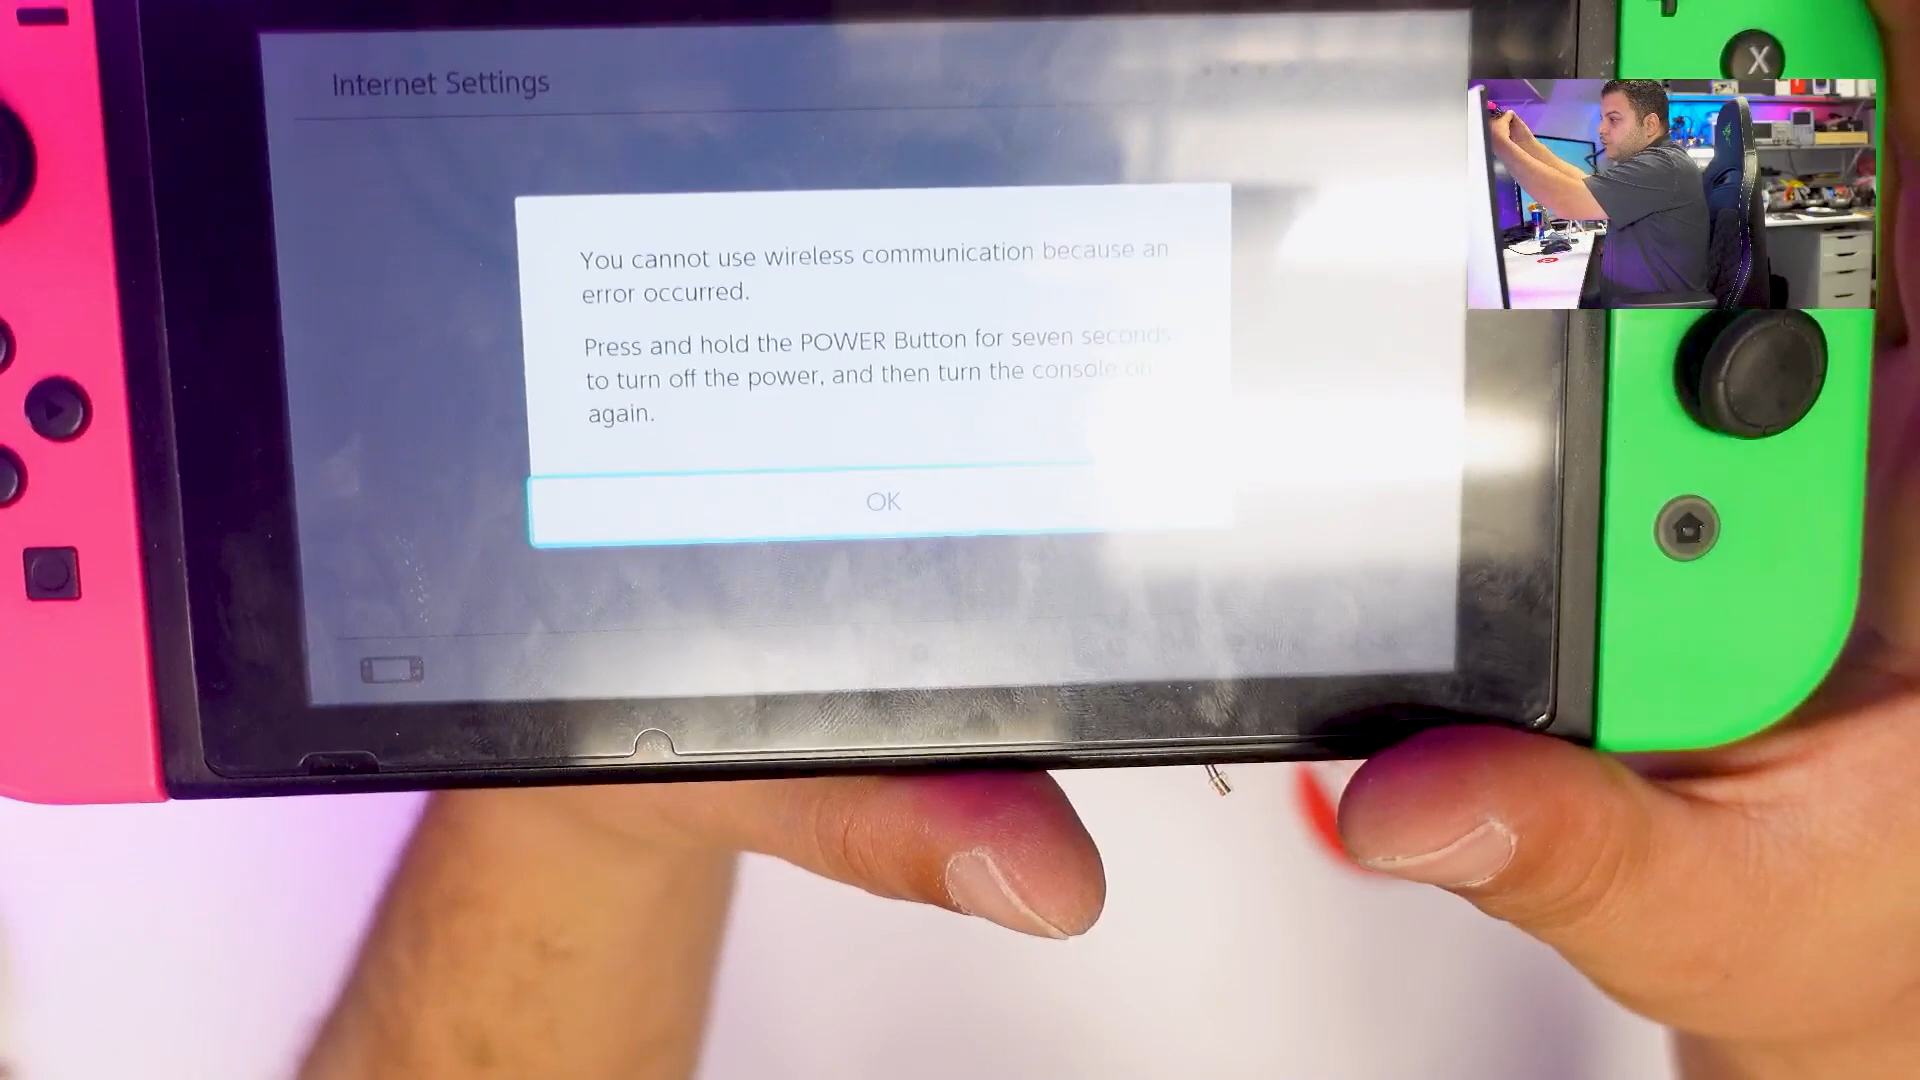 Internet Settings
X
You cannot use wireless communication because an
error occurred.
Press and hold the POWER Button for seven seconds
to turn off the power, and then turn the console on
again.
OK